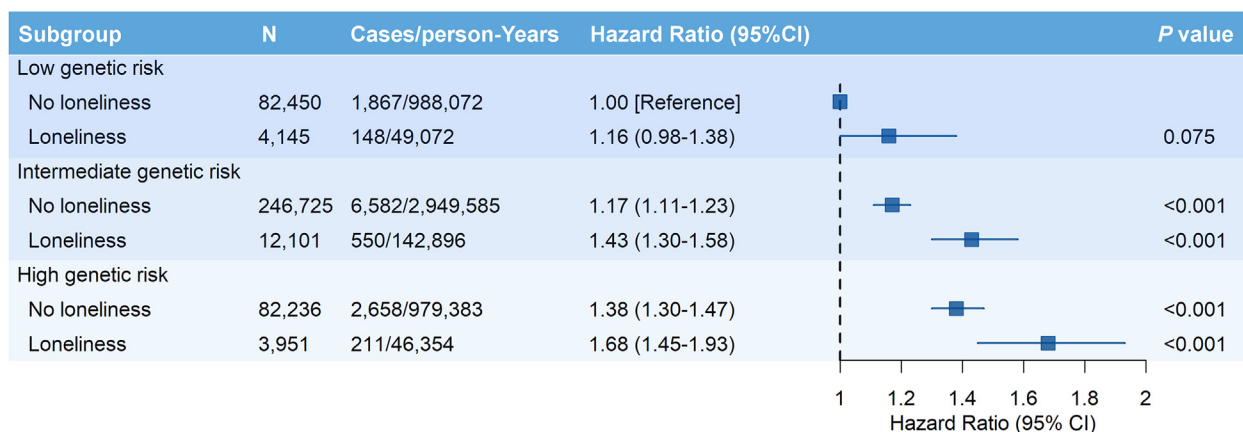 Subgroup N Cases/person-Years Hazard Ratio (95%CI) P value
Low genetic risk
No loneliness 82,450 1,867/988,072 1.00 [Reference]
Loneliness 4,145 148/49,072 1.16 (0.98-1.38) 0.075
Intermediate genetic risk
No loneliness 246,725 6,582/2,949,585 1.17 (1.11-1.23) <0.001
Loneliness 12,101 550/142,896 1.43 (1.30-1.58) <0.001
High genetic risk
No loneliness 82,236 2,658/979,383 1.38 (1.30-1.47) <0.001
Loneliness 3,951 211/46,354 1.68 (1.45-1.93) <0.001
1 1.2 1.4 1.6 1.8 2
Hazard Ratio (95% CI)